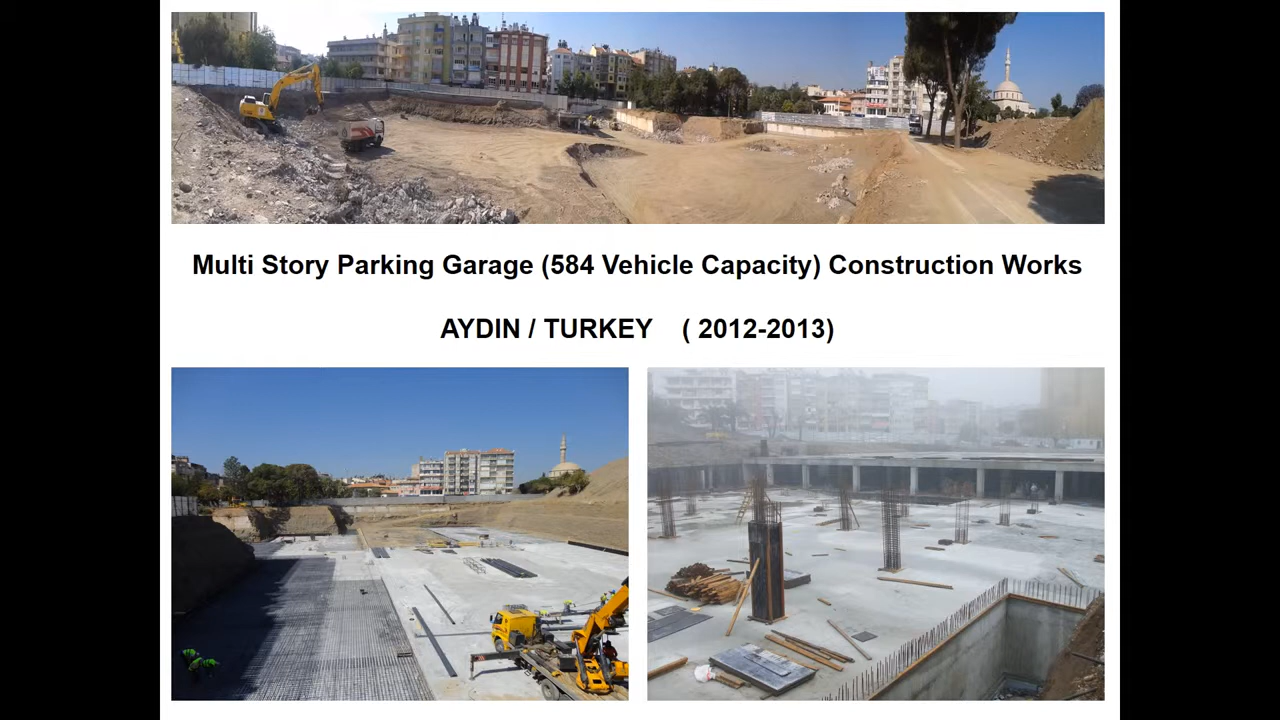 Multi Story Parking Garage (584 Vehicle Capacity) Construction Works
AYDIN / TURKEY ( 2012-2013)